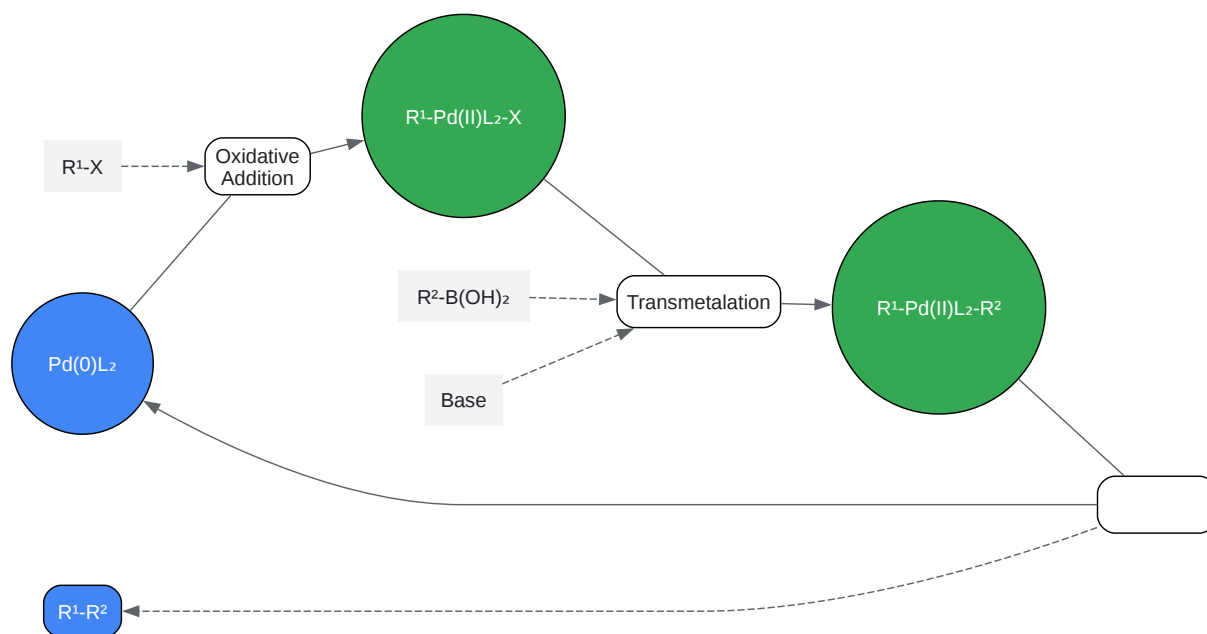 R¹-Pd(II)L₂-X
Oxidative
Addition
R¹-X
R²-B(OH)₂
Transmetalation
R¹-Pd(II)L₂-R²
Pd(0)L₂
Base
R¹-R²